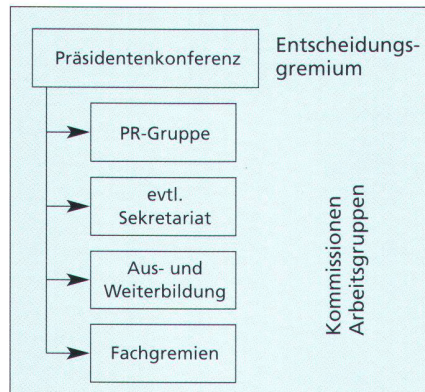 Präsidentenkonferenz
Entscheidungs-
gremium
PR-Gruppe
evtl.
Sekretariat
Aus- und
Weiterbildung
Fachgremien
Kommissionen
Arbeitsgruppen